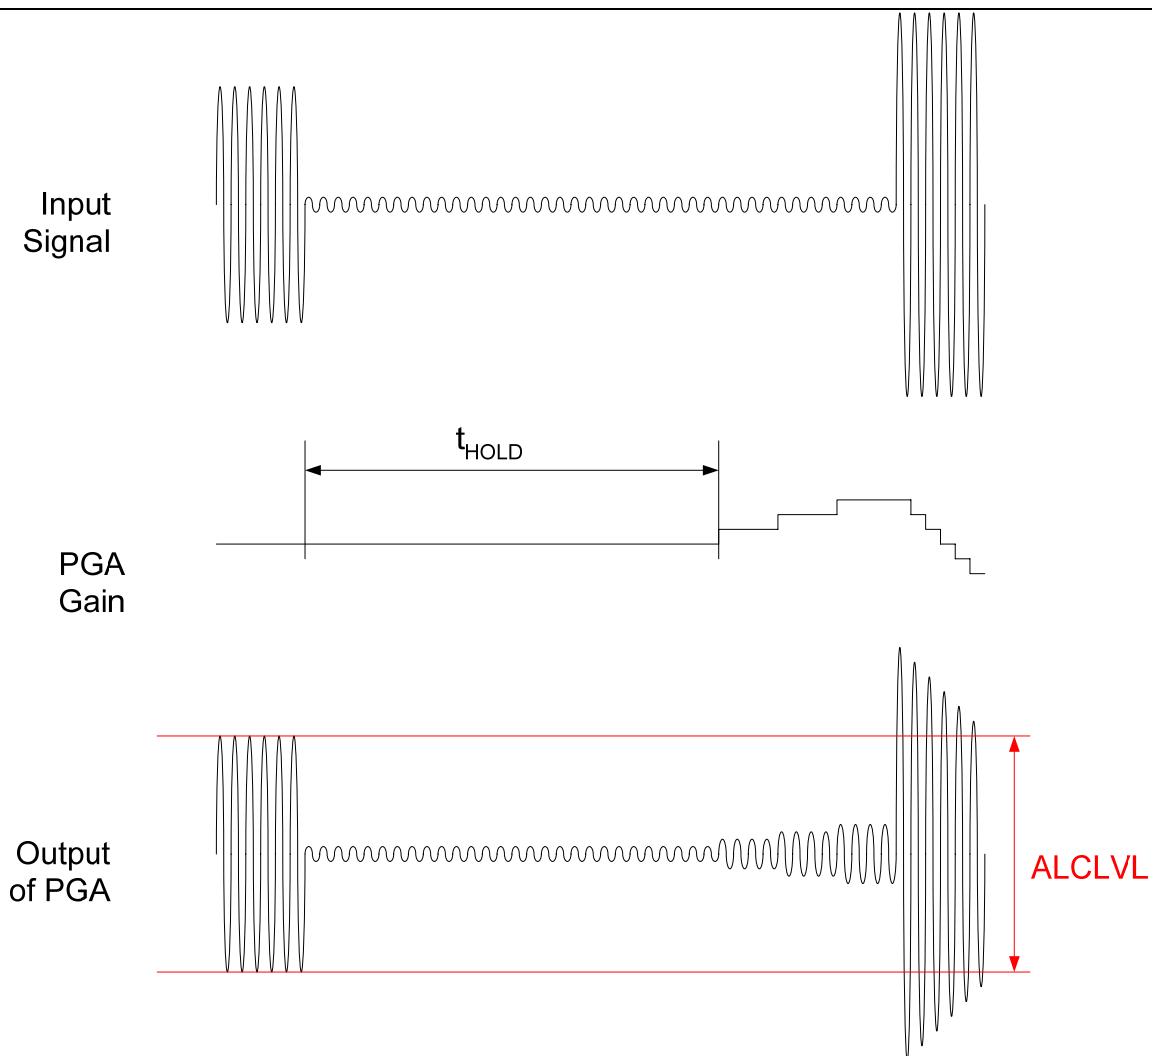 Input
Signal
tHOLD
PGA
Gain
Output
of PGA
ALCLVL